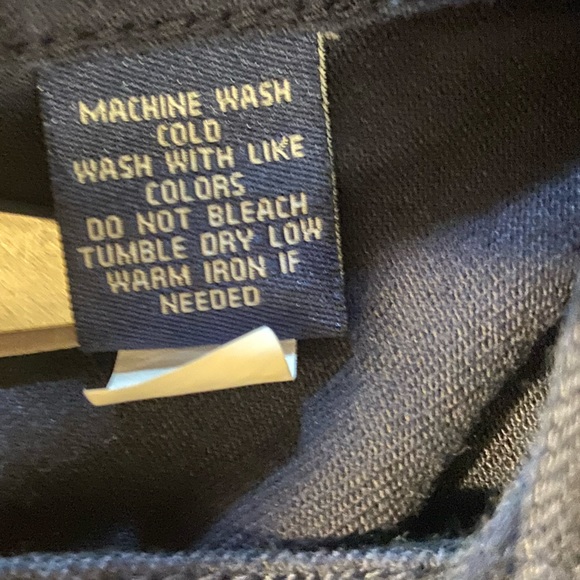 MACHINE WASH
COLD
WASH WITH LIKE
COLORS
DO NOT BLEACH
TUMBLE DRY LOW
WARM IRON IF
NEEDED